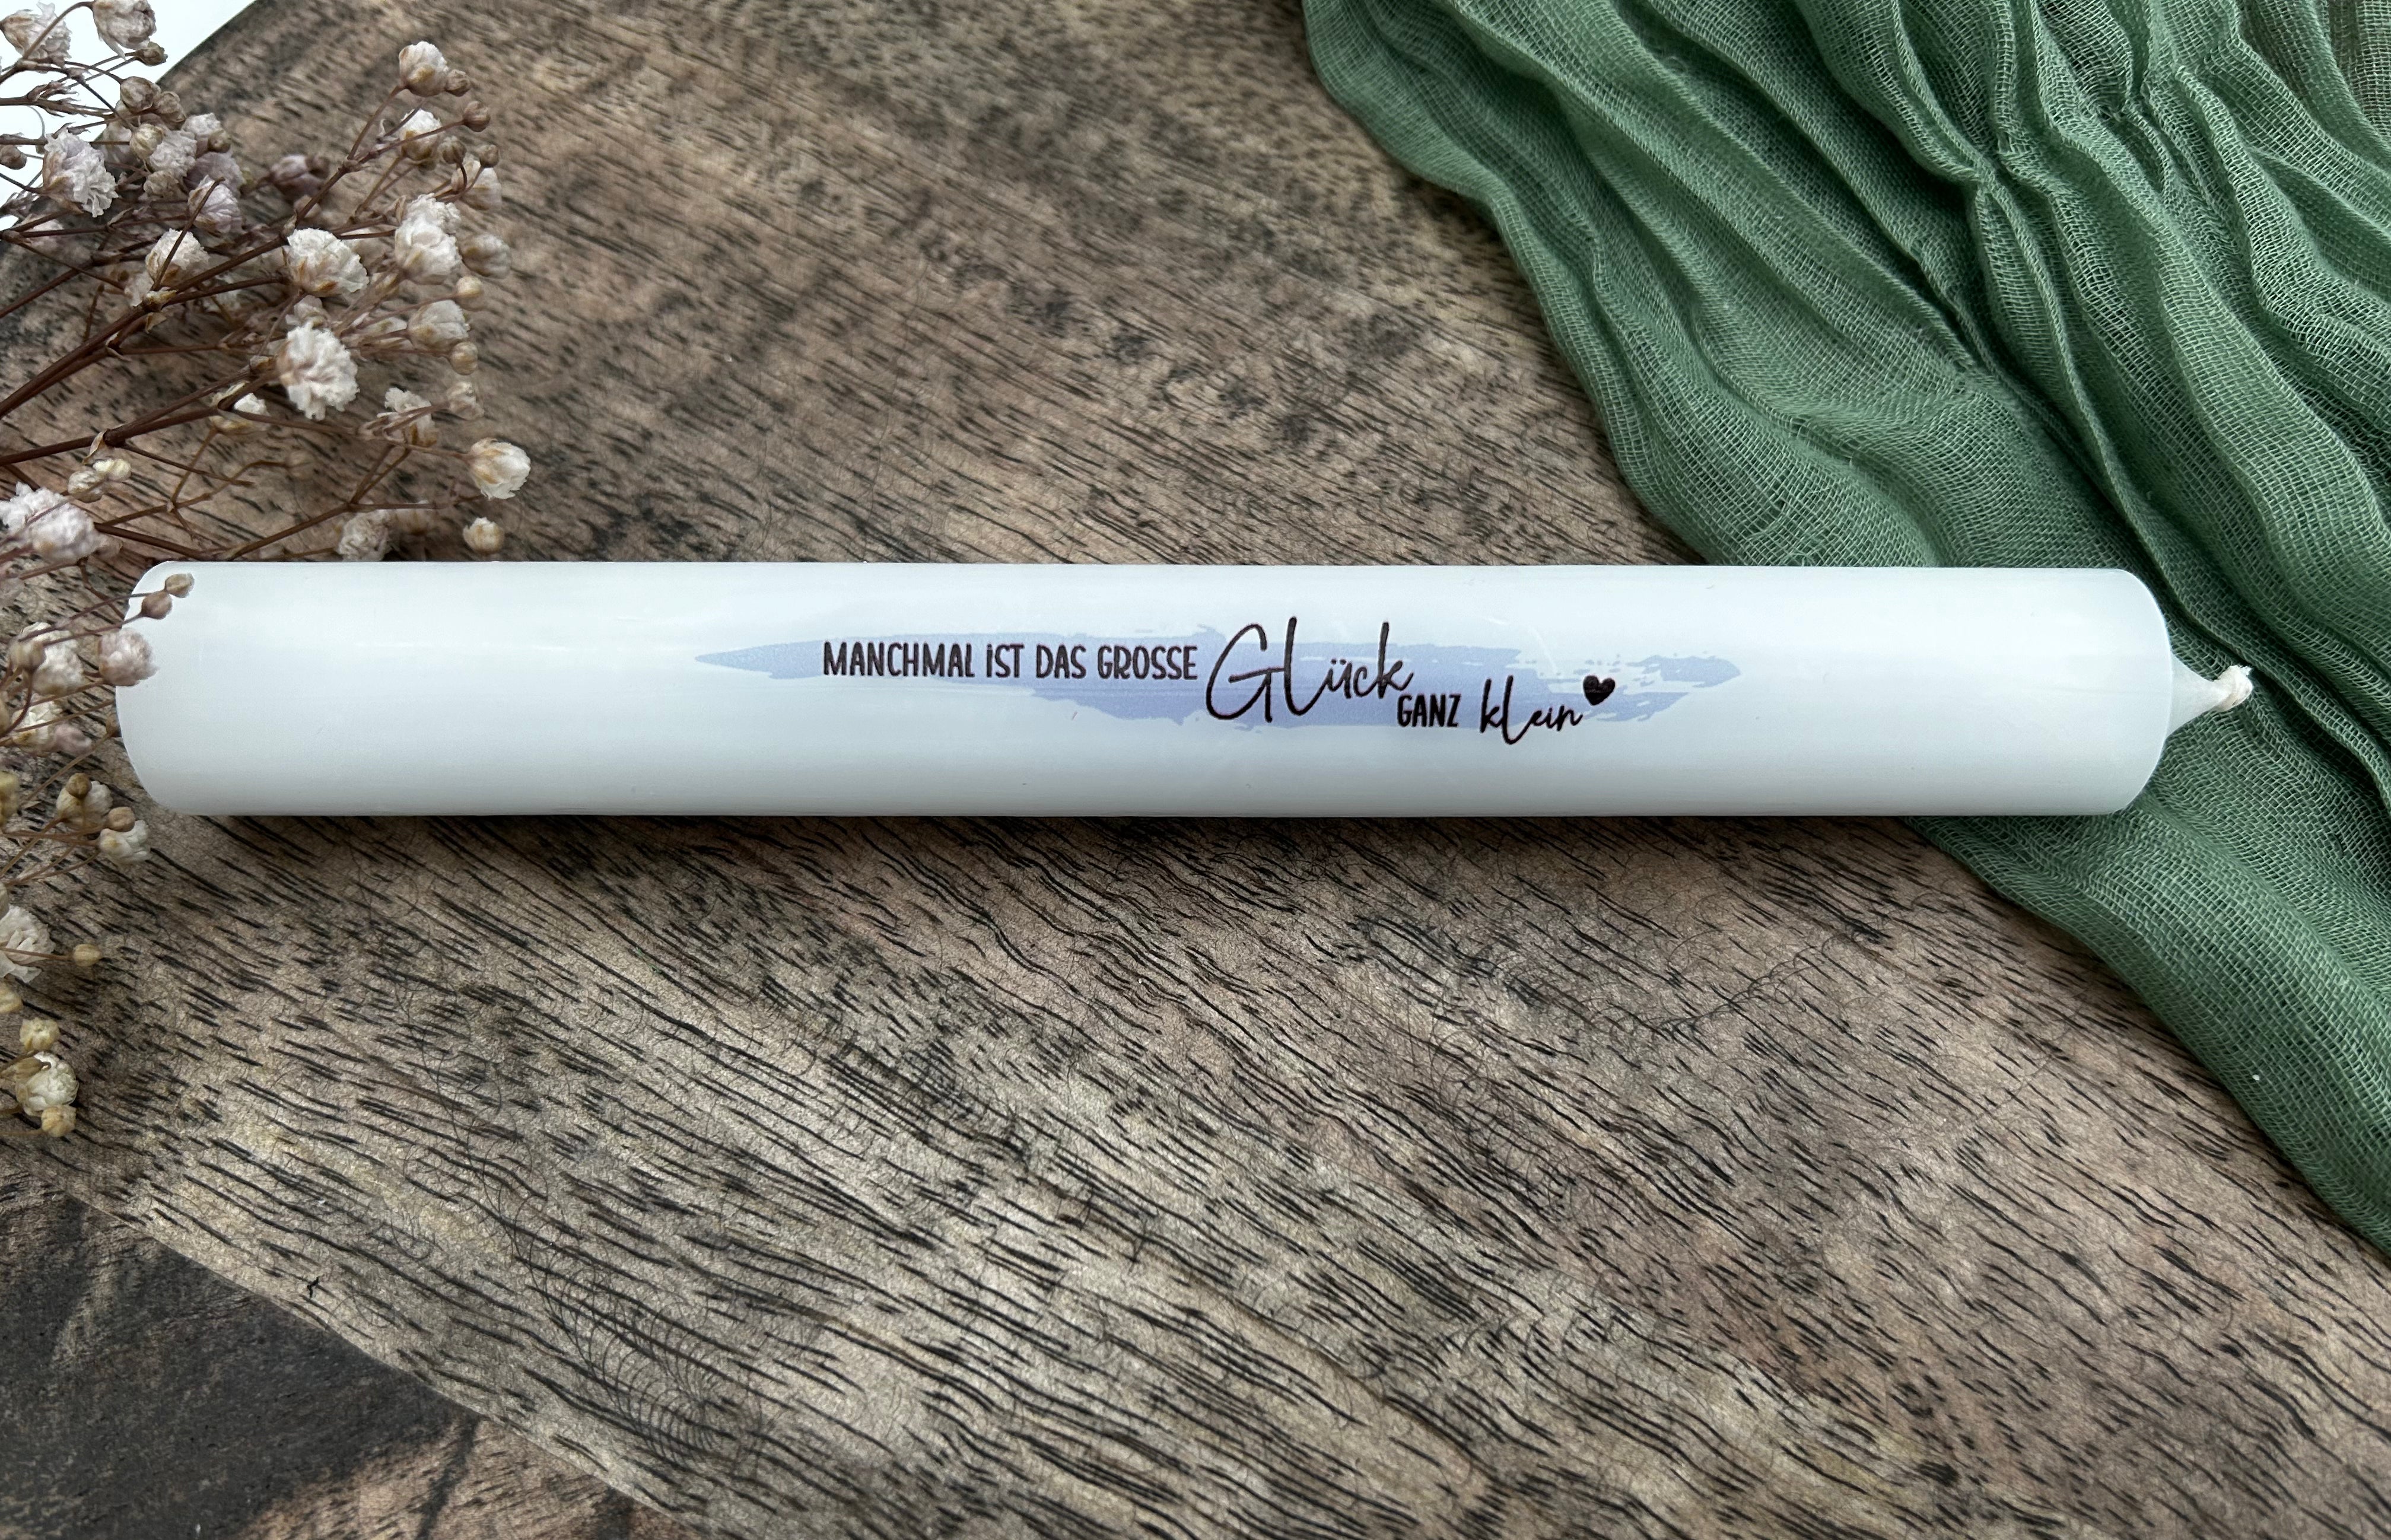 MANCHMAL IST DAS GROSSE Glück
GANZ klein